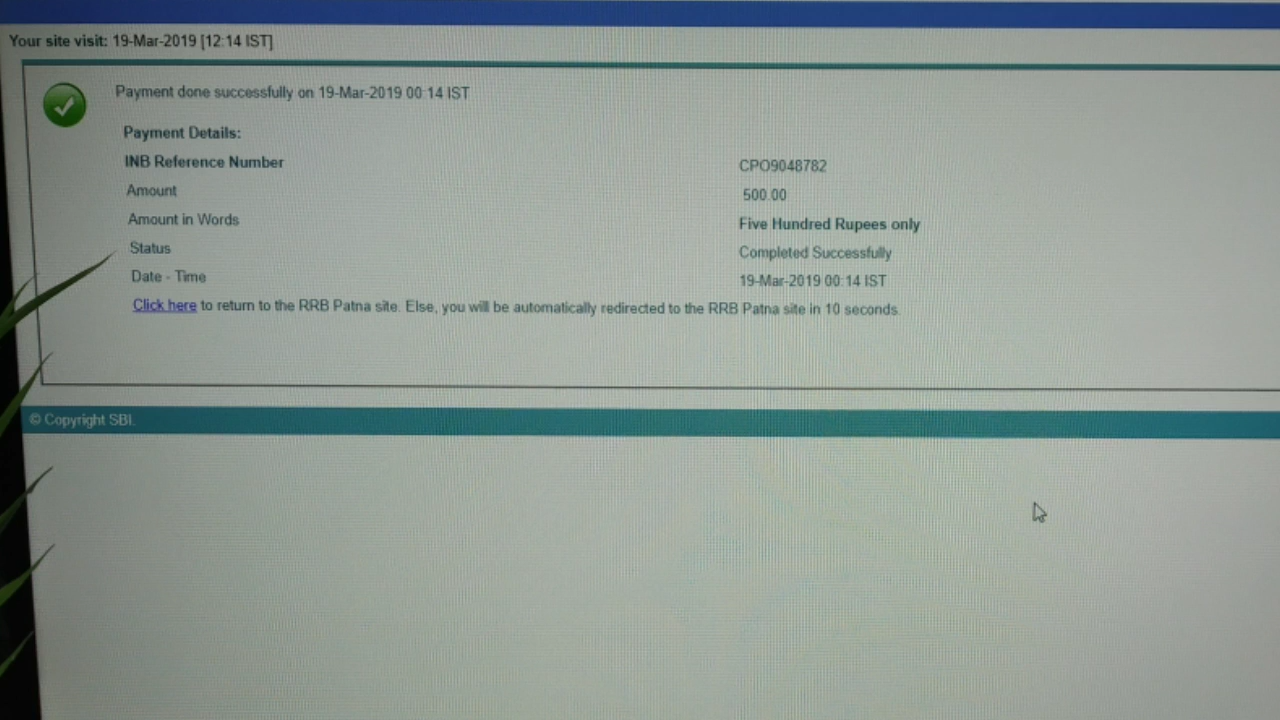 Your site visit: 19-Mar-2019 [12:14 IST]
Payment done successfully on 19-Mar-2019 00:14 IST
Payment Details:
INB Reference Number CPO9048782
Amount 500.00
Amount in Words Five Hundred Rupees only
Status Completed Successfully
Date - Time 19-Mar-2019 00:14 IST
Click here to return to the RRB Patna site. Else, you will be automatically redirected to the RRB Patna site in 10 seconds.
© Copyright SBI.